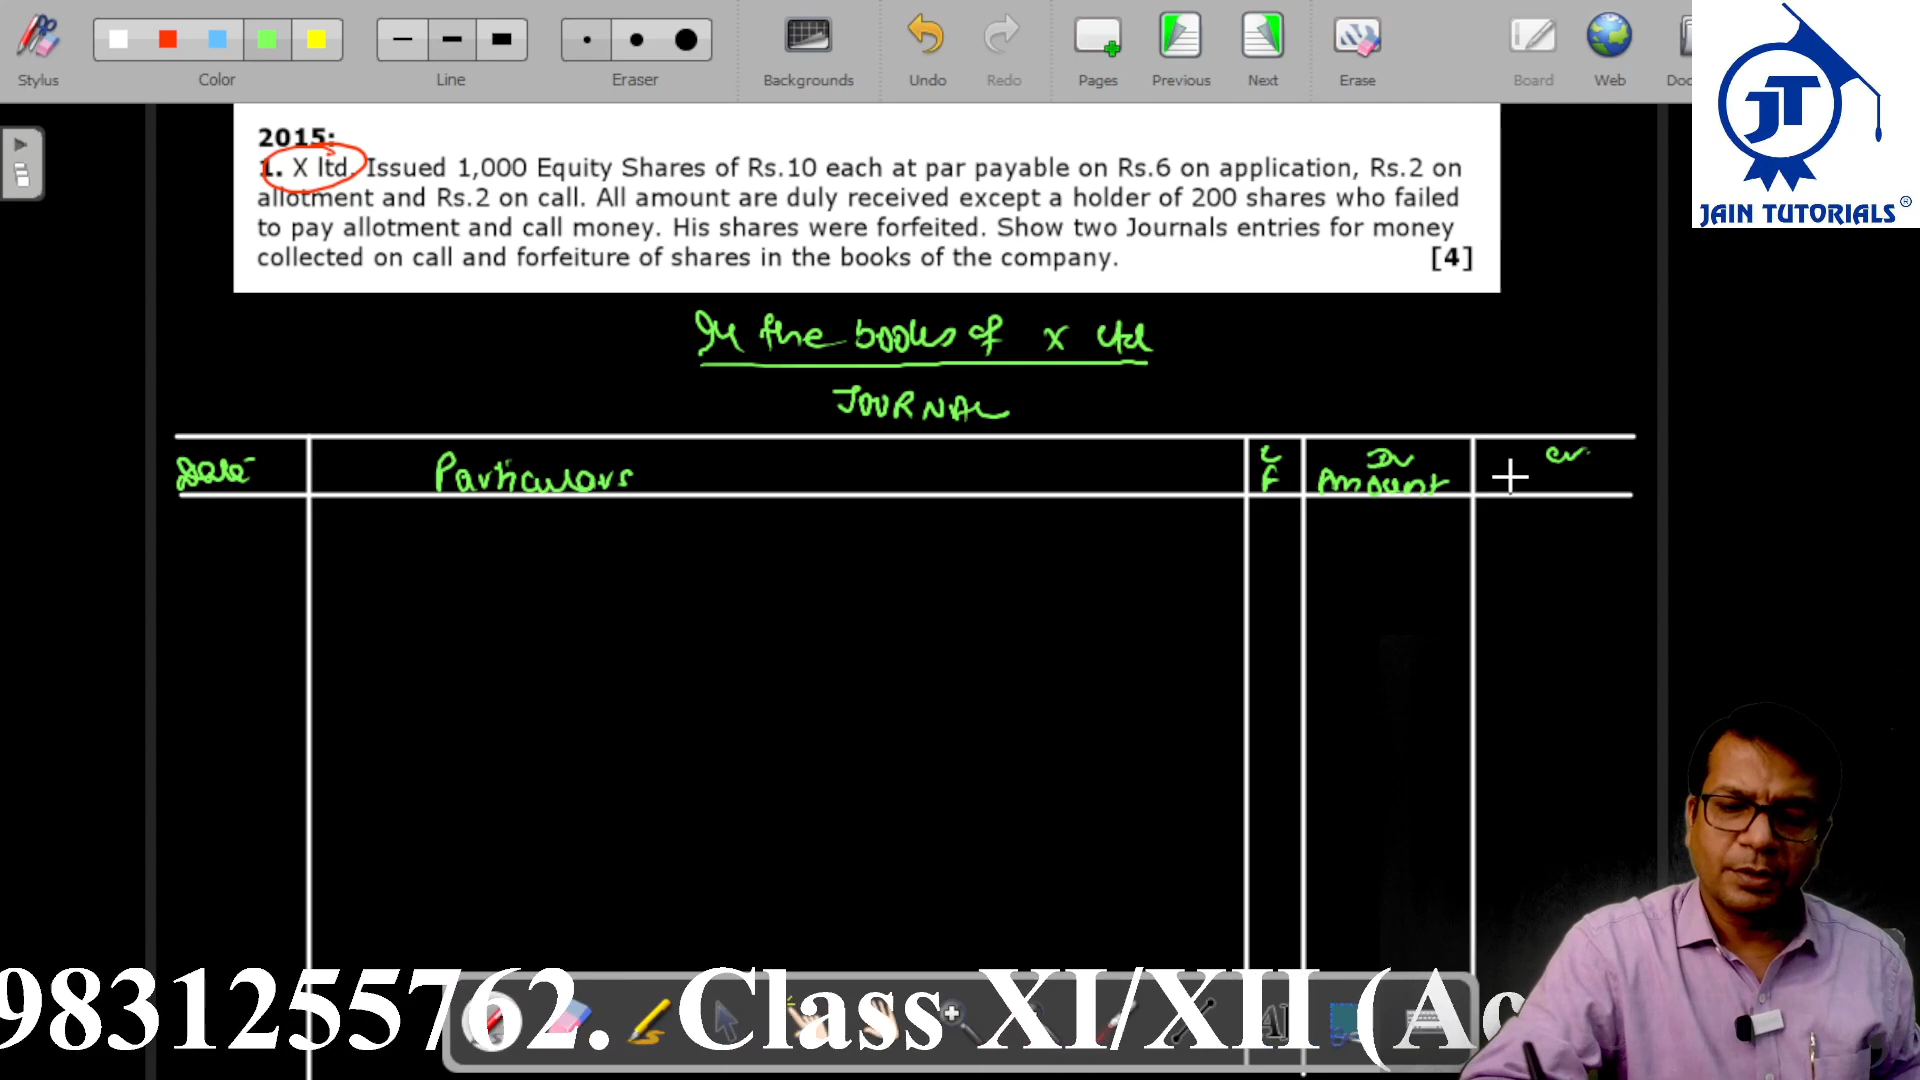 Stylus
Color
Line
Eraser
Backgrounds
Undo
Redo
Pages
Previous
Next
Erase
Board
Web
JT
JAIN TUTORIALS®
2015:
1. X ltd. Issued 1,000 Equity Shares of Rs.10 each at par payable on Rs.6 on application, Rs.2 on
allotment and Rs.2 on call. All amount are duly received except a holder of 200 shares who failed
to pay allotment and call money. His shares were forfeited. Show two Journals entries for money
collected on call and forfeiture of shares in the books of the company. [4]
In the books of X Ltd
JOURNAL
Date Particulars L F Dr Amount Cr
9831255762. Class XI/XII (Ac